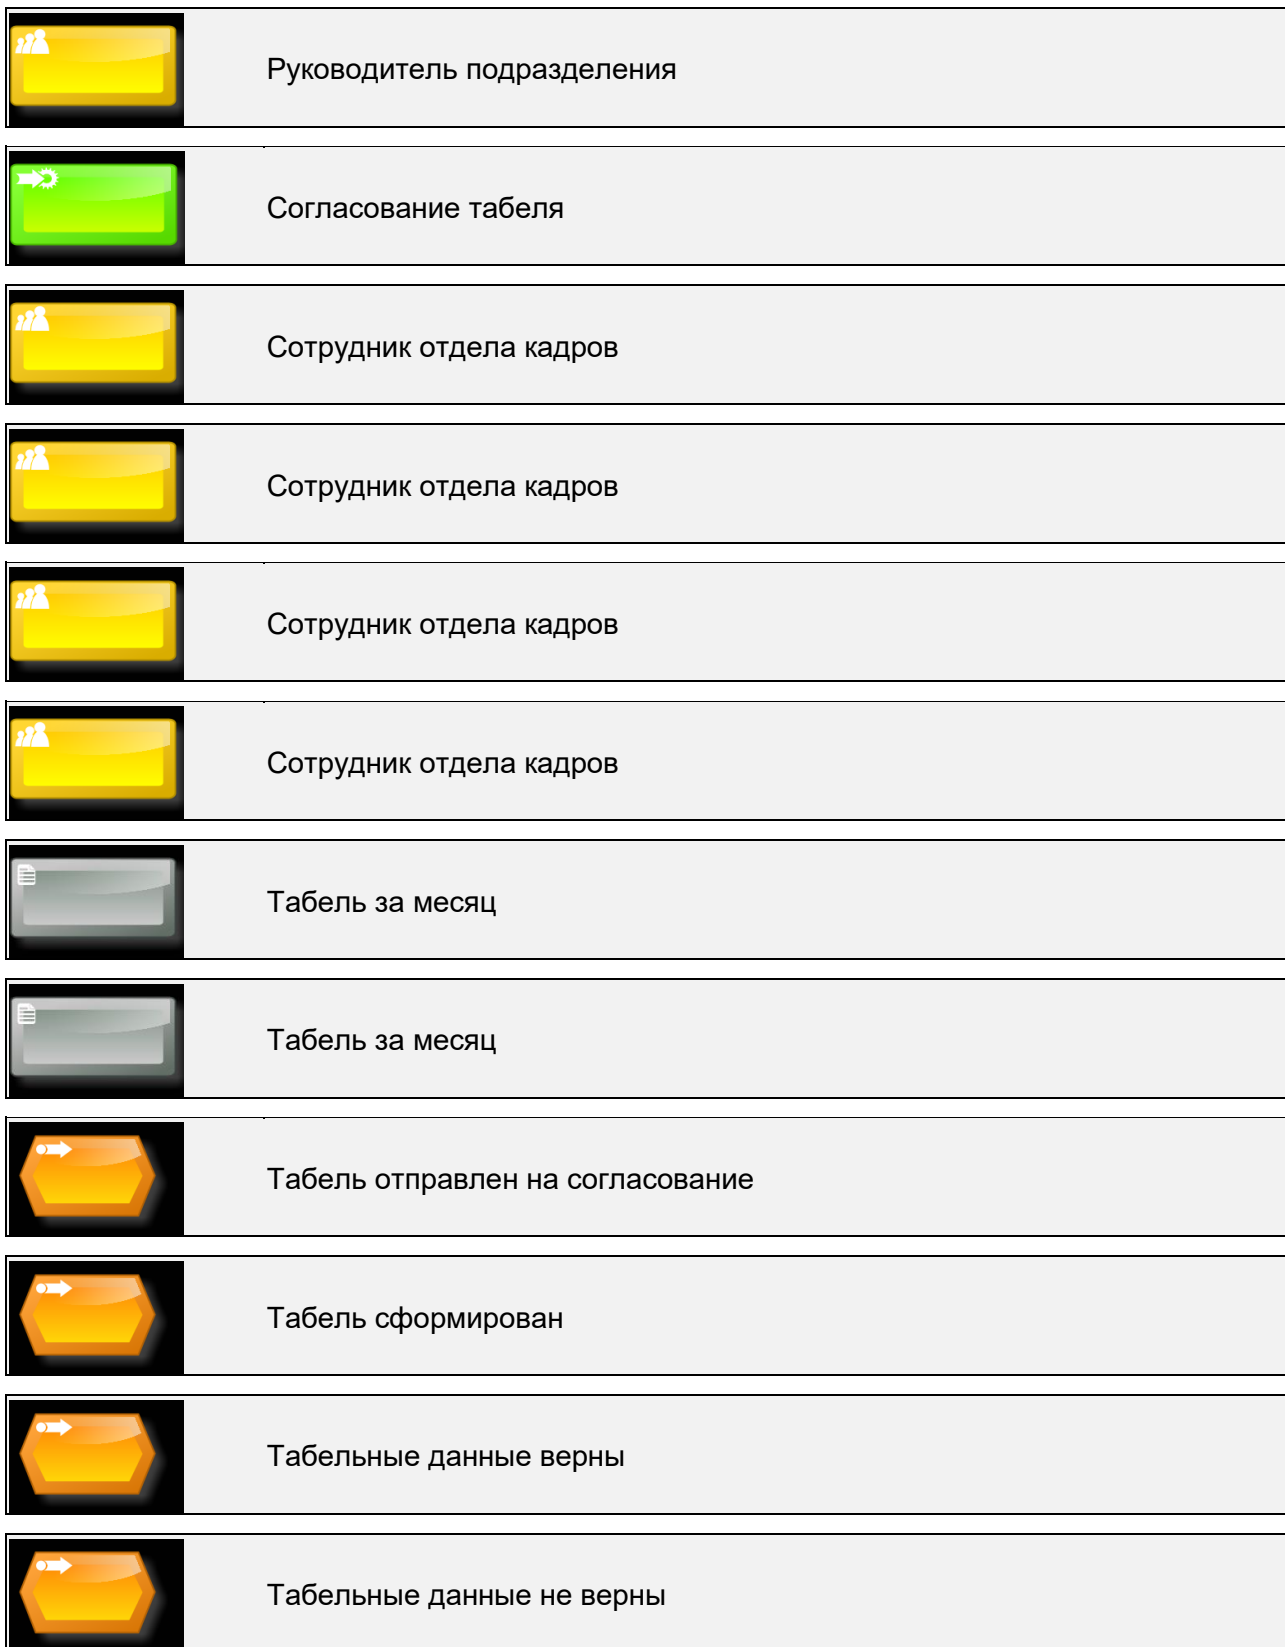 Руководитель подразделения
Согласование табеля
Сотрудник отдела кадров
Сотрудник отдела кадров
Сотрудник отдела кадров
Сотрудник отдела кадров
Табель за месяц
Табель за месяц
Табель отправлен на согласование
Табель сформирован
Табельные данные верны
Табельные данные не верны